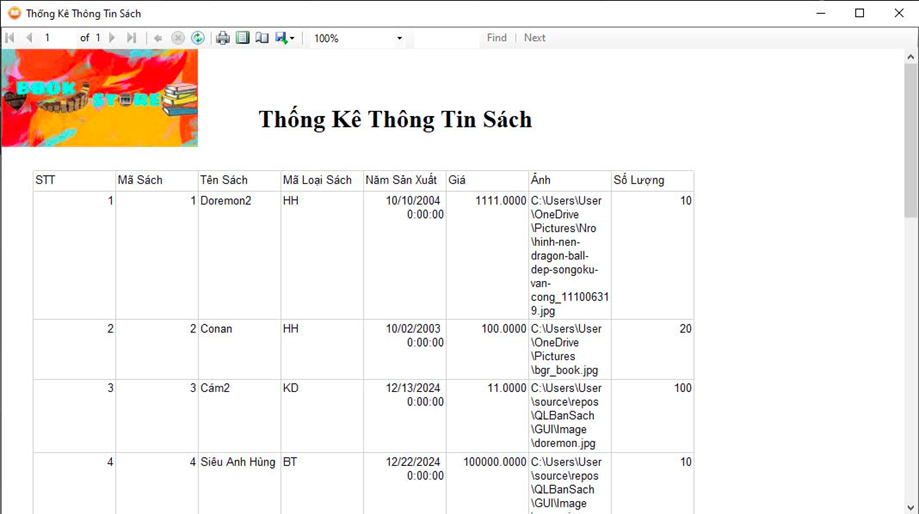 Thống Kê Thông Tin Sách
1 of 1 100% Find Next
BOOK
STORE
Thống Kê Thông Tin Sách
STT Mã Sách Tên Sách Mã Loại Sách Năm Sản Xuất Giá Ảnh Số Lượng
1 1 Doremon2 HH 10/10/2004 1111.0000 C:\Users\User 10
0:00:00 \OneDrive
\Pictures\Nro
\hinh-nen-
dragon-ball-
dep-songoku-
van-
cong_11100631
9.jpg
2 2 Conan HH 10/02/2003 100.0000 C:\Users\User 20
0:00:00 \OneDrive
\Pictures
\bgr_book.jpg
3 3 Cám2 KD 12/13/2024 11.0000 C:\Users\User 100
0:00:00 \source\repos
\QLBanSach
\GUI\Image
\doremon.jpg
4 4 Siêu Anh Hùng BT 12/22/2024 100000.0000 C:\Users\User 10
0:00:00 \source\repos
\QLBanSach
\GUI\Image